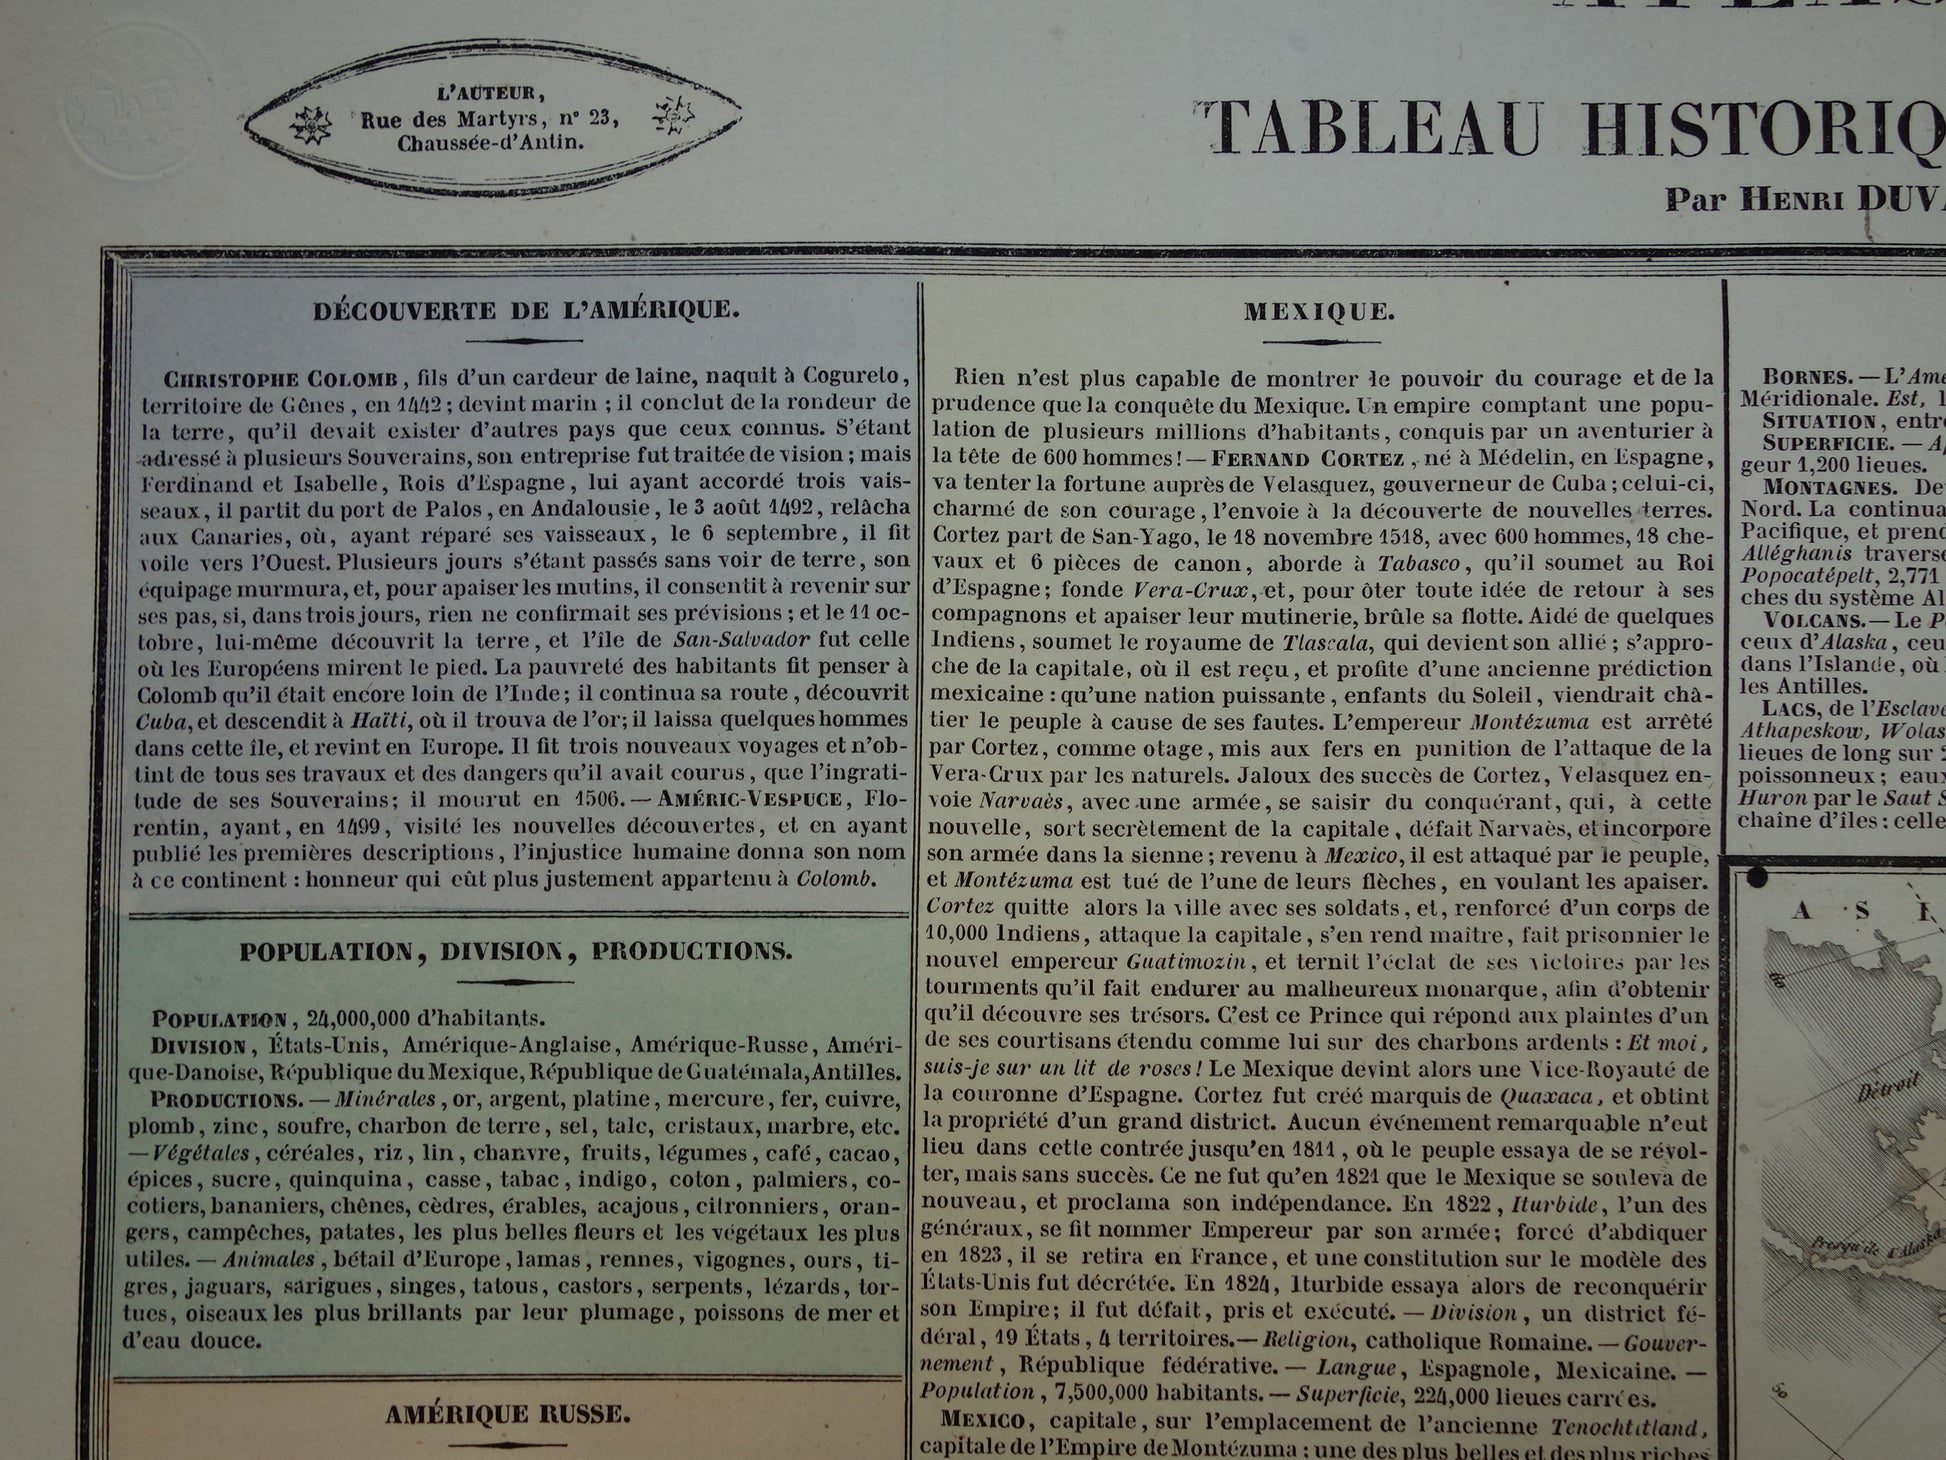 L'AUTEUR,
Rue des Martyrs, n° 23,
Chaussée-d'Antin.
TABLEAU HISTORIQ
Par HENRI DUV
DÉCOUVERTE DE L'AMÉRIQUE.
CHRISTOPHE COLOMB, fils d'un cardeur de laine, naquit à Cogureto,
territoire de Gênes, en 1442; devint marin; il conclut de la rondeur de
la terre, qu'il devait exister d'autres pays que ceux connus. S'étant
adressé à plusieurs Souverains, son entreprise fut traitée de vision; mais
Ferdinand et Isabelle, Rois d'Espagne, lui ayant accordé trois vais-
seaux, il partit du port de Palos, en Andalousie, le 3 août 1492, relâcha
aux Canaries, où, ayant réparé ses vaisseaux, le 6 septembre, il fit
voile vers l'Ouest. Plusieurs jours s'étant passés sans voir de terre, son
équipage murmura, et, pour apaiser les mutins, il consentit à revenir sur
ses pas, si, dans trois jours, rien ne confirmait ses prévisions; et le 11 oc-
tobre, lui-même découvrit la terre, et l'île de San-Salvador fut celle
où les Européens mirent le pied. La pauvreté des habitants fit penser à
Colomb qu'il était encore loin de l'Inde; il continua sa route, découvrit
Cuba, et descendit à Haïti, où il trouva de l'or; il laissa quelques hommes
dans cette île, et revint en Europe. Il fit trois nouveaux voyages et n'ob-
tint de tous ses travaux et des dangers qu'il avait courus, que l'ingrati-
tude de ses Souverains; il mourut en 1506. — AMÉRIC-VESPUCE, Flo-
rentin, ayant, en 1499, visité les nouvelles découvertes, et en ayant
publié les premières descriptions, l'injustice humaine donna son nom
à ce continent: honneur qui eût plus justement appartenu à Colomb.
POPULATION, DIVISION, PRODUCTIONS.
POPULATION, 24,000,000 d'habitants.
DIVISION, États-Unis, Amérique-Anglaise, Amérique-Russe, Améri-
que-Danoise, République du Mexique, République de Guatémala, Antilles.
PRODUCTIONS. — Minérales, or, argent, platine, mercure, fer, cuivre,
plomb, zinc, soufre, charbon de terre, sel, talc, cristaux, marbre, etc.
— Végétales, céréales, riz, lin, chanvre, fruits, légumes, café, cacao,
épices, sucre, quinquina, casse, tabac, indigo, coton, palmiers, co-
cotiers, bananiers, chênes, cèdres, érables, acajous, citronniers, oran-
gers, campêches, patates, les plus belles fleurs et les végétaux les plus
utiles. — Animales, bétail d'Europe, lamas, rennes, vigognes, ours, ti-
gres, jaguars, sarigues, singes, tatous, castors, serpents, lézards, tor-
tues, oiseaux les plus brillants par leur plumage, poissons de mer et
d'eau douce.
AMÉRIQUE RUSSE.
MEXIQUE.
Rien n'est plus capable de montrer le pouvoir du courage et de la
prudence que la conquête du Mexique. Un empire comptant une popu-
lation de plusieurs millions d'habitants, conquis par un aventurier à
la tête de 600 hommes! — FERNAND CORTEZ, né à Médelin, en Espagne,
va tenter la fortune auprès de Velasquez, gouverneur de Cuba; celui-ci,
charmé de son courage, l'envoie à la découverte de nouvelles terres.
Cortez part de San-Yago, le 18 novembre 1518, avec 600 hommes, 18 che-
vaux et 6 pièces de canon, aborde à Tabasco, qu'il soumet au Roi
d'Espagne; fonde Vera-Crux, et, pour ôter toute idée de retour à ses
compagnons et apaiser leur mutinerie, brûle sa flotte. Aidé de quelques
Indiens, soumet le royaume de Tlascala, qui devient son allié; s'appro-
che de la capitale, où il est reçu, et profite d'une ancienne prédiction
mexicaine: qu'une nation puissante, enfants du Soleil, viendrait châ-
tier le peuple à cause de ses fautes. L'empereur Montézuma est arrêté
par Cortez, comme otage, mis aux fers en punition de l'attaque de la
Vera-Crux par les naturels. Jaloux des succès de Cortez, Velasquez en-
voie Narvaès, avec une armée, se saisir du conquérant, qui, à cette
nouvelle, sort secrètement de la capitale, défait Narvaès, et incorpore
son armée dans la sienne; revenu à Mexico, il est attaqué par le peuple,
et Montézuma est tué de l'une de leurs flèches, en voulant les apaiser.
Cortez quitte alors la ville avec ses soldats, et, renforcé d'un corps de
10,000 Indiens, attaque la capitale, s'en rend maître, fait prisonnier le
nouvel empereur Guatimozin, et ternit l'éclat de ses victoires par les
tourments qu'il fait endurer au malheureux monarque, afin d'obtenir
qu'il découvre ses trésors. C'est ce Prince qui répond aux plaintes d'un
de ses courtisans étendu comme lui sur des charbons ardents: Et moi,
suis-je sur un lit de roses! Le Mexique devint alors une Vice-Royauté de
la couronne d'Espagne. Cortez fut créé marquis de Quaxaca, et obtint
la propriété d'un grand district. Aucun événement remarquable n'eut
lieu dans cette contrée jusqu'en 1811, où le peuple essaya de se révol-
ter, mais sans succès. Ce ne fut qu'en 1821 que le Mexique se souleva de
nouveau, et proclama son indépendance. En 1822, Iturbide, l'un des
généraux, se fit nommer Empereur par son armée; forcé d'abdiquer
en 1823, il se retira en France, et une constitution sur le modèle des
États-Unis fut décrétée. En 1824, Iturbide essaya alors de reconquérir
son Empire; il fut défait, pris et exécuté. — Division, un district fé-
déral, 19 États, 4 territoires. — Religion, catholique Romaine. — Gouver-
nement, République fédérative. — Langue, Espagnole, Mexicaine. —
Population, 7,500,000 habitants. — Superficie, 224,000 lieues carrées.
MEXICO, capitale, sur l'emplacement de l'ancienne Tenochtitland,
capitale de l'Empire de Montézuma: une des plus belles et des plus riches
BORNES. — L'Amé
Méridionale. Est, l
SITUATION, entre
SUPERFICIE. — Ap
geur 1,200 lieues.
MONTAGNES. De
Nord. La continua
Pacifique, et prend
Alléghanis traverse
Popocatépelt, 2,771
ches du système Al
VOLCANS. — Le P
ceux d'Alaska, ceu
dans l'Islande, où
les Antilles.
LACS, de l'Esclave
Athapeskow, Wolas
lieues de long sur 2
poissonneux; eaux
Huron par le Saut S
chaîne d'îles: celle
A S I
60
Détroit
Presqu'île d'Alaska
50